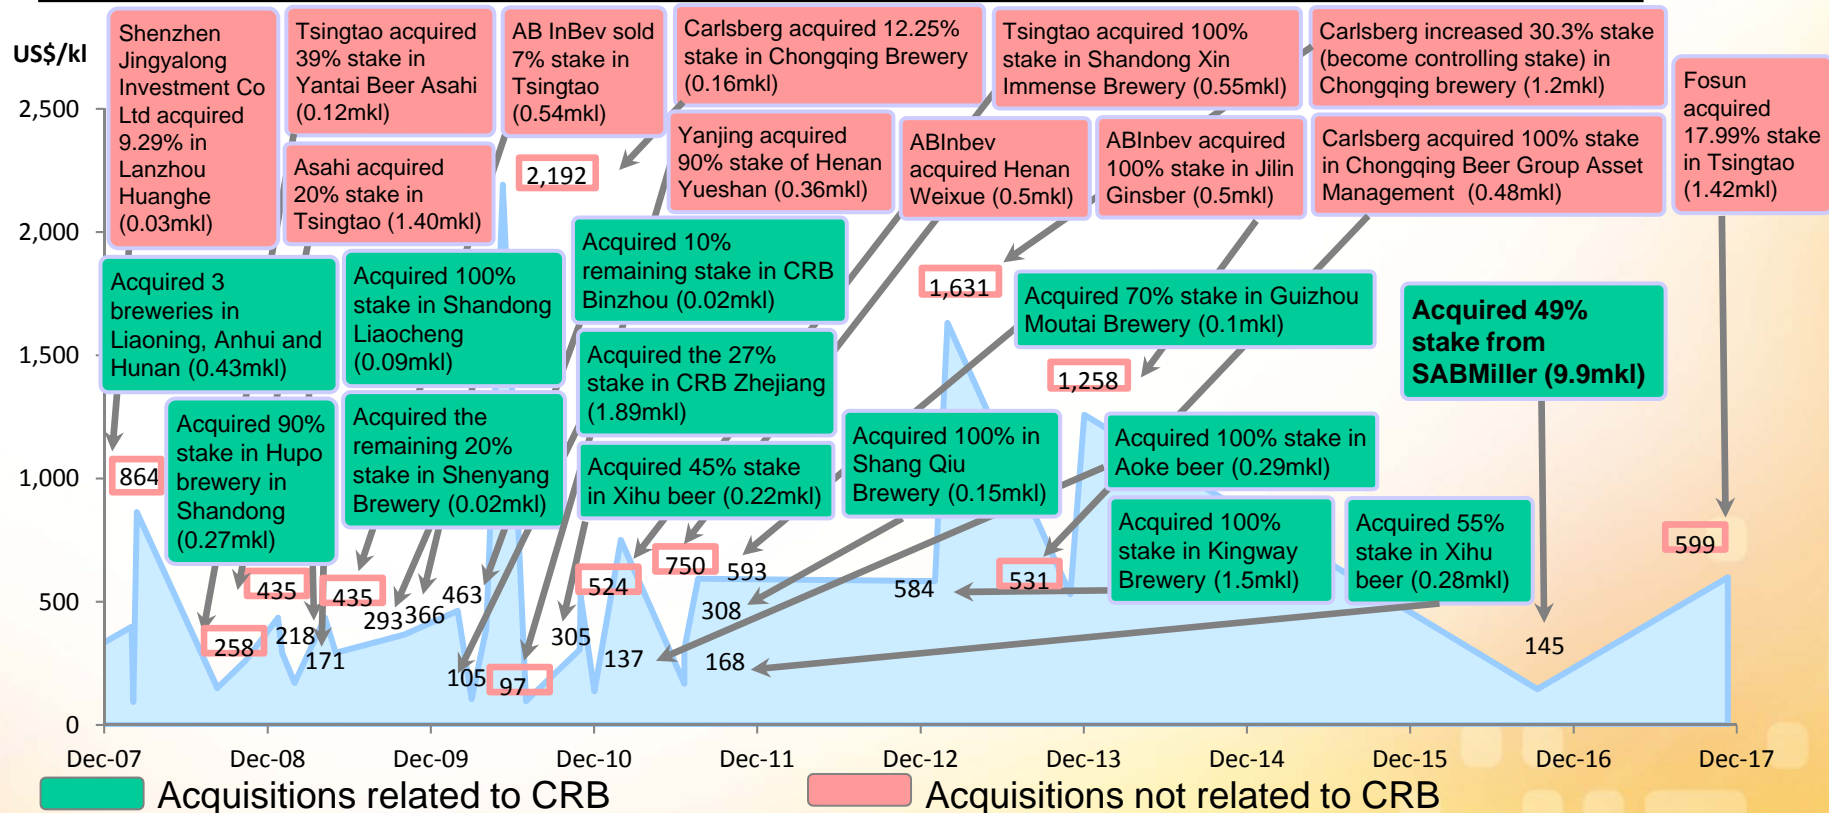 US$/kl
2,500
2,000
1,500
1,000
500
0
Shenzhen
Jingyalong
Investment Co
Ltd acquired
9.29% in
Lanzhou
Huanghe
(0.03mkl)
Tsingtao acquired
39% stake in
Yantai Beer Asahi
(0.12mkl)
Asahi acquired
20% stake in
Tsingtao (1.40mkl)
AB InBev sold
7% stake in
Tsingtao
(0.54mkl)
Carlsberg acquired 12.25%
stake in Chongqing Brewery
(0.16mkl)
Yanjing acquired
90% stake of Henan
Yueshan (0.36mkl)
ABInbev
acquired Henan
Weixue (0.5mkl)
Tsingtao acquired 100%
stake in Shandong Xin
Immense Brewery (0.55mkl)
ABInbev acquired
100% stake in Jilin
Ginsber (0.5mkl)
Carlsberg increased 30.3% stake
(become controlling stake) in
Chongqing brewery (1.2mkl)
Carlsberg acquired 100% stake
in Chongqing Beer Group Asset
Management (0.48mkl)
Fosun
acquired
17.99% stake
in Tsingtao
(1.42mkl)
Acquired 3
breweries in
Liaoning, Anhui and
Hunan (0.43mkl)
Acquired 90%
stake in Hupo
brewery in
Shandong
(0.27mkl)
Acquired 100%
stake in Shandong
Liaocheng
(0.09mkl)
Acquired the
remaining 20%
stake in Shenyang
Brewery (0.02mkl)
Acquired 10%
remaining stake in CRB
Binzhou (0.02mkl)
Acquired the 27%
stake in CRB Zhejiang
(1.89mkl)
Acquired 45% stake
in Xihu beer (0.22mkl)
Acquired 100% in
Shang Qiu
Brewery (0.15mkl)
Acquired 70% stake in Guizhou
Moutai Brewery (0.1mkl)
Acquired 100% stake in
Aoke beer (0.29mkl)
Acquired 100%
stake in Kingway
Brewery (1.5mkl)
Acquired 55%
stake in Xihu
beer (0.28mkl)
Acquired 49%
stake from
SABMiller (9.9mkl)
864
258
435
218
171
435
293
366
463
105
97
2,192
305
524
137
750
593
308
168
584
1,631
531
1,258
145
599
Dec-07
Dec-08
Dec-09
Dec-10
Dec-11
Dec-12
Dec-13
Dec-14
Dec-15
Dec-16
Dec-17
Acquisitions related to CRB
Acquisitions not related to CRB